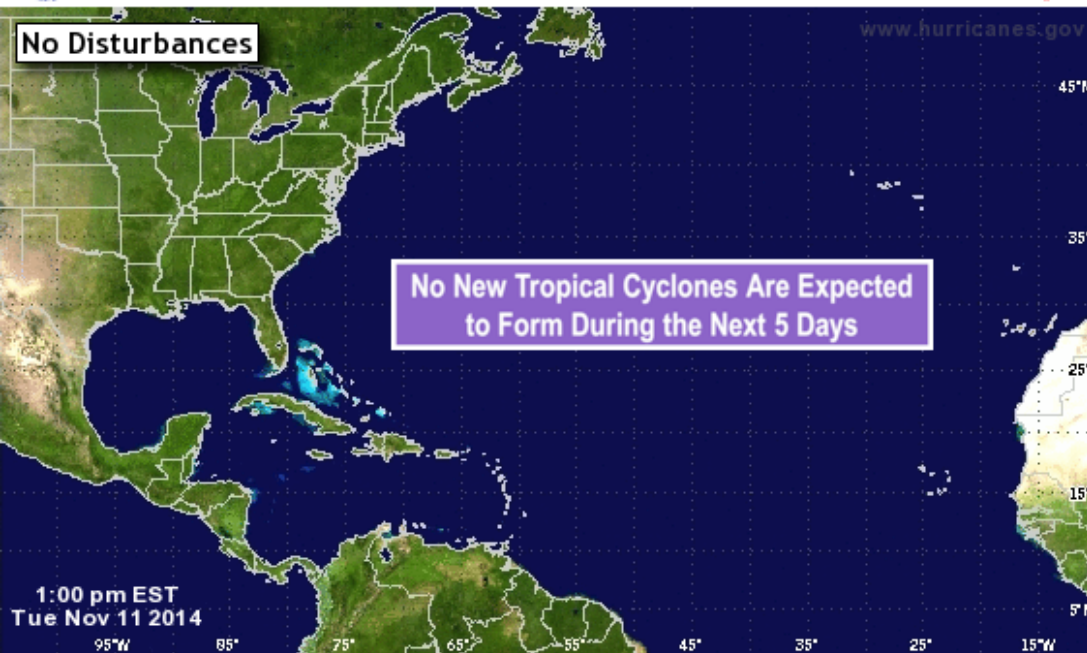 No Disturbances
www.hurricanes.gov
45°N
35°
25°
15°
5°N
No New Tropical Cyclones Are Expected
to Form During the Next 5 Days
1:00 pm EST
Tue Nov 11 2014
95°W 85° 75° 65° 55° 45° 35° 25° 15°W